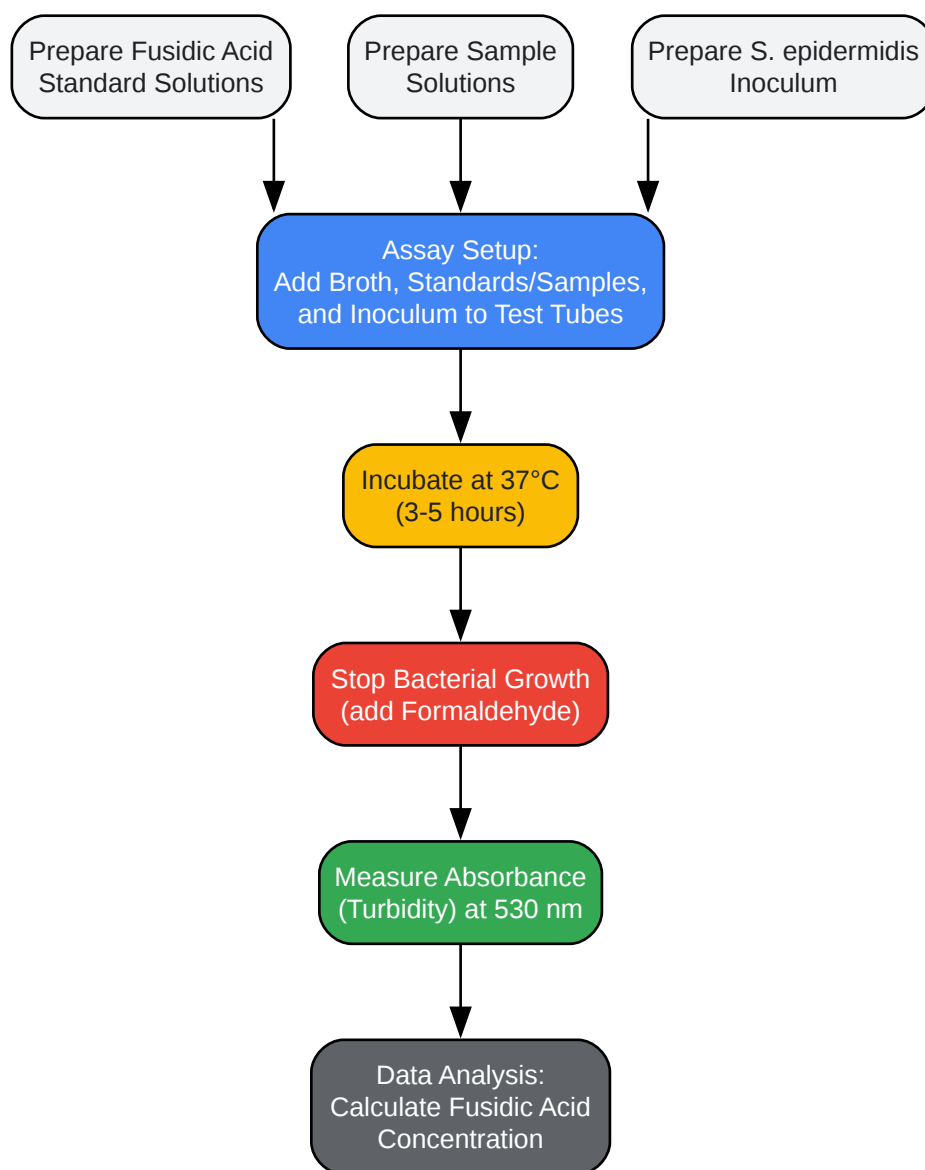 Prepare Fusidic Acid
Standard Solutions
Prepare Sample
Solutions
Prepare S. epidermidis
Inoculum
Assay Setup:
Add Broth, Standards/Samples,
and Inoculum to Test Tubes
Incubate at 37°C
(3-5 hours)
Stop Bacterial Growth
(add Formaldehyde)
Measure Absorbance
(Turbidity) at 530 nm
Data Analysis:
Calculate Fusidic Acid
Concentration